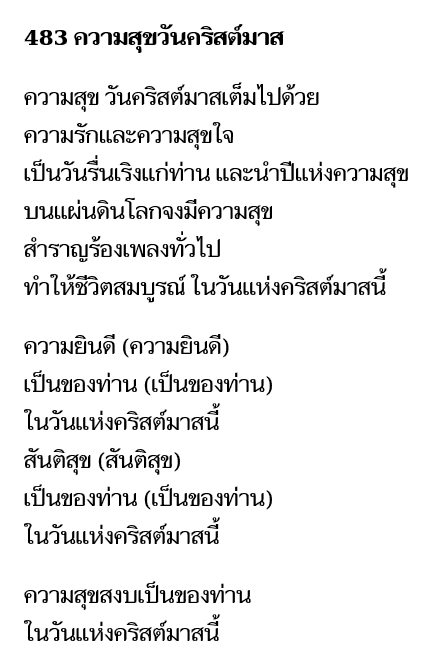 483 ความสุขวันคริสต์มาส
ความสุข วันคริสต์มาสเต็มไปด้วย
ความรักและความสุขใจ
เป็นวันรื่นเริงแก่ท่าน และนำปีแห่งความสุข
บนแผ่นดินโลกจงมีความสุข
สำราญร้องเพลงทั่วไป
ทำให้ชีวิตสมบูรณ์ ในวันแห่งคริสต์มาสนี้
ความยินดี (ความยินดี)
เป็นของท่าน (เป็นของท่าน)
ในวันแห่งคริสต์มาสนี้
สันติสุข (สันติสุข)
เป็นของท่าน (เป็นของท่าน)
ในวันแห่งคริสต์มาสนี้
ความสุขสงบเป็นของท่าน
ในวันแห่งคริสต์มาสนี้